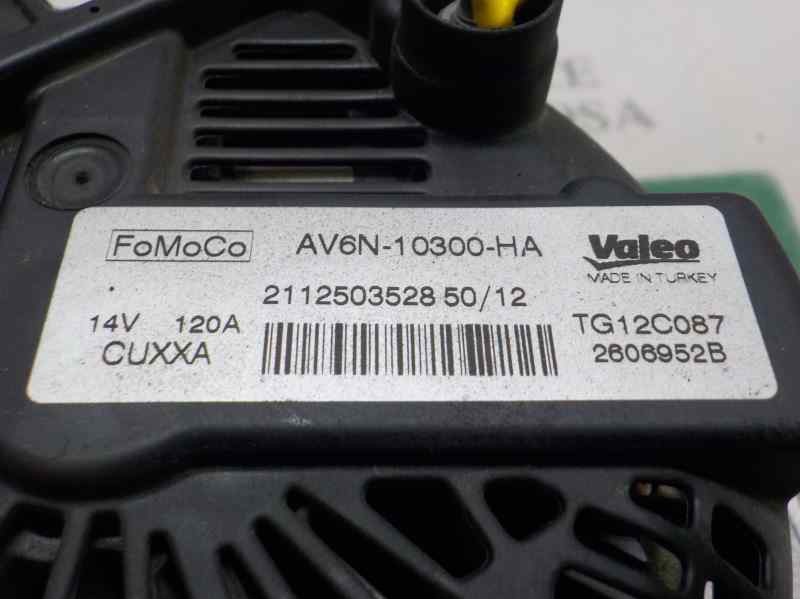 FoMoCo AV6N-10300-HA Valeo
MADE IN TURKEY
2112503528 50/12
14V 120A TG12C087
CUXXA 2606952B